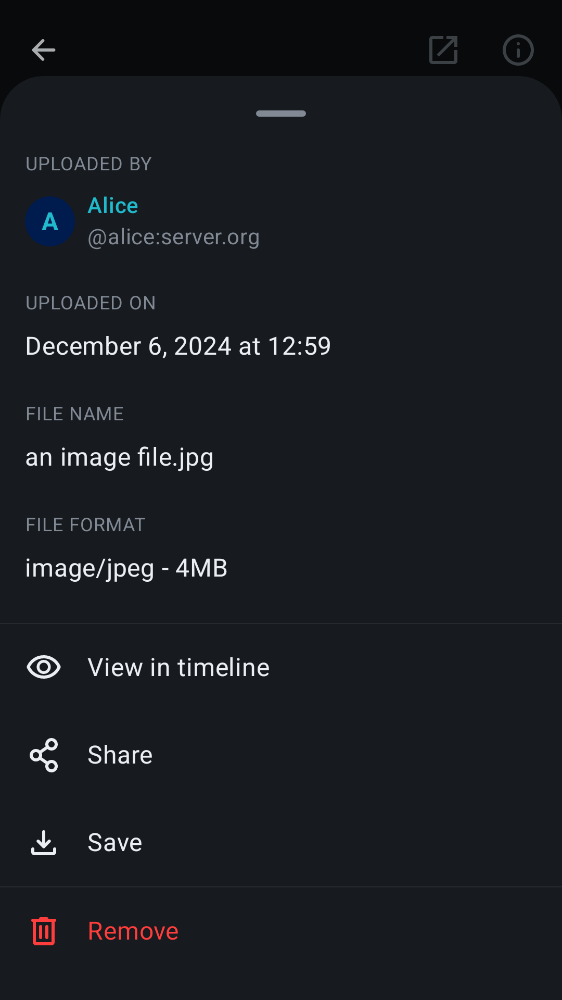 UPLOADED BY
A
Alice
@alice:server.org
UPLOADED ON
December 6, 2024 at 12:59
FILE NAME
an image file.jpg
FILE FORMAT
image/jpeg - 4MB
View in timeline
Share
Save
Remove